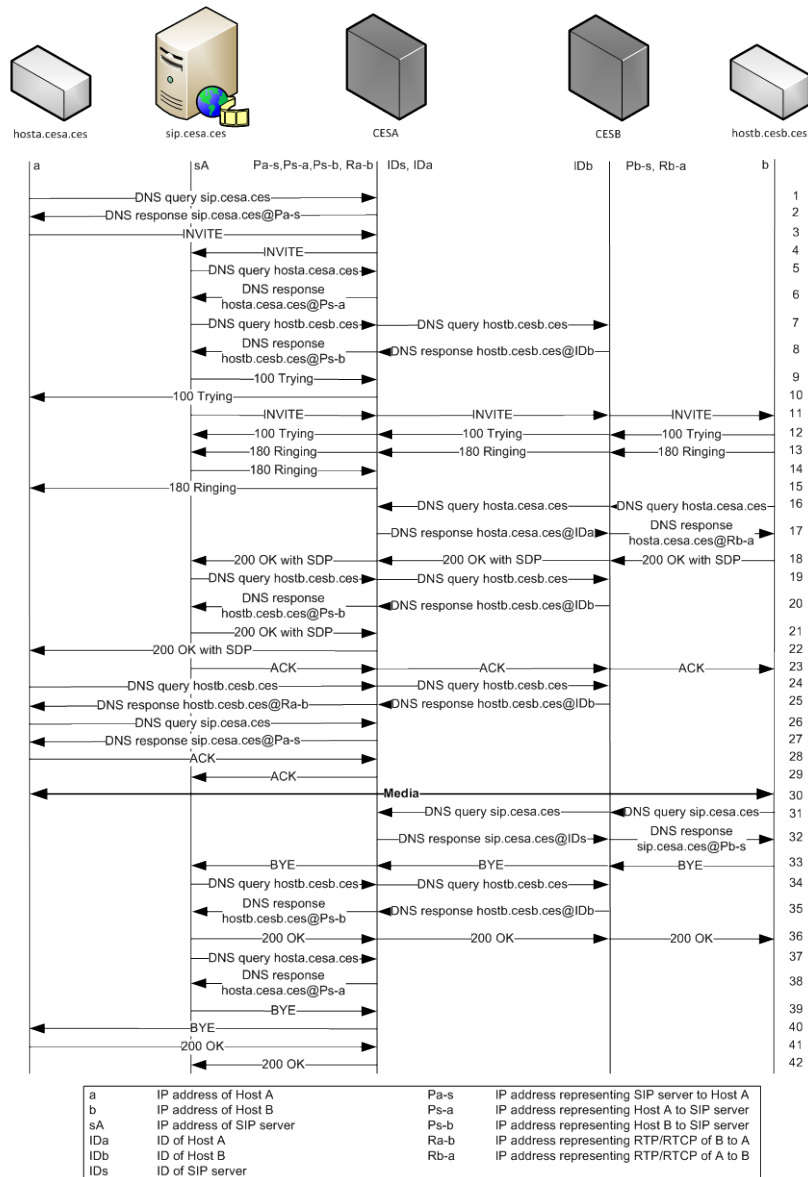 hosta.cesa.ces
sip.cesa.ces
CESA
CESB
hostb.cesb.ces
a
sA
Pa-s,Ps-a,Ps-b, Ra-b
IDs, IDa
IDb
Pb-s, Rb-a
b
DNS query sip.cesa.ces
1
DNS response sip.cesa.ces@Pa-s
2
INVITE
3
INVITE
4
DNS query hosta.cesa.ces
5
DNS response
hosta.cesa.ces@Ps-a
6
DNS query hostb.cesb.ces
DNS query hostb.cesb.ces
7
DNS response
hostb.cesb.ces@Ps-b
DNS response hostb.cesb.ces@IDb
8
100 Trying
9
100 Trying
10
INVITE
INVITE
INVITE
11
100 Trying
100 Trying
100 Trying
12
180 Ringing
180 Ringing
180 Ringing
13
180 Ringing
14
180 Ringing
15
DNS query hosta.cesa.ces
DNS query hosta.cesa.ces
16
DNS response hosta.cesa.ces@IDa
DNS response
hosta.cesa.ces@Rb-a
17
200 OK with SDP
200 OK with SDP
200 OK with SDP
18
DNS query hostb.cesb.ces
DNS query hostb.cesb.ces
19
DNS response
hostb.cesb.ces@Ps-b
DNS response hostb.cesb.ces@IDb
20
200 OK with SDP
21
200 OK with SDP
22
ACK
ACK
ACK
23
DNS query hostb.cesb.ces
DNS query hostb.cesb.ces
24
DNS response hostb.cesb.ces@Ra-b
DNS response hostb.cesb.ces@IDb
25
DNS query sip.cesa.ces
26
DNS response sip.cesa.ces@Pa-s
27
ACK
28
ACK
29
Media
30
DNS query sip.cesa.ces
DNS query sip.cesa.ces
31
DNS response sip.cesa.ces@IDs
DNS response
sip.cesa.ces@Pb-s
32
BYE
BYE
BYE
33
DNS query hostb.cesb.ces
DNS query hostb.cesb.ces
34
DNS response
hostb.cesb.ces@Ps-b
DNS response hostb.cesb.ces@IDb
35
200 OK
200 OK
200 OK
36
DNS query hosta.cesa.ces
37
DNS response
hosta.cesa.ces@Ps-a
38
BYE
39
BYE
40
200 OK
41
200 OK
42
a IP address of Host A
b IP address of Host B
sA IP address of SIP server
IDa ID of Host A
IDb ID of Host B
IDs ID of SIP server
Pa-s IP address representing SIP server to Host A
Ps-a IP address representing Host A to SIP server
Ps-b IP address representing Host B to SIP server
Ra-b IP address representing RTP/RTCP of B to A
Rb-a IP address representing RTP/RTCP of A to B